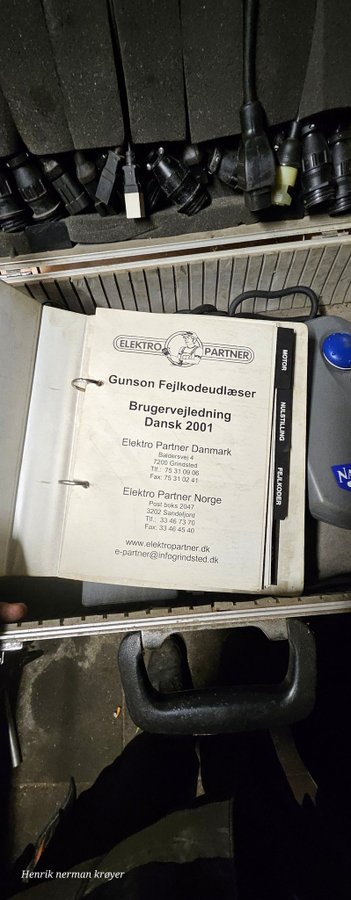 ELEKTRO PARTNER
Gunson Fejlkodeudlæser
Brugervejledning
Dansk 2001
Elektro Partner Danmark
Baldersvej 4
7200 Grindsted
Tlf.: 75 31 09 06
Fax: 75 31 02 41
Elektro Partner Norge
Post boks 2047
3202 Sandefjord
Tlf.: 33 46 73 70
Fax: 33 46 45 40
www.elektropartner.dk
e-partner@infogrindsted.dk
MOTOR
NULSTILLING
FEJLKODER
Henrik nerman krøyer